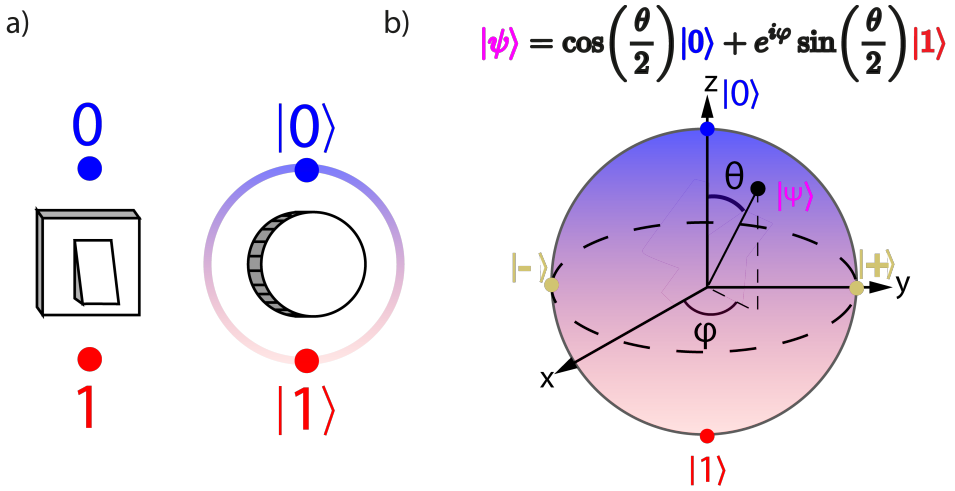 a)
b)
|ψ⟩ = cos(θ/2)|0⟩ + e^{iφ} sin(θ/2)|1⟩
0
|0⟩
1
|1⟩
z
|0⟩
θ
|ψ⟩
|-⟩
|+⟩
y
φ
x
|1⟩